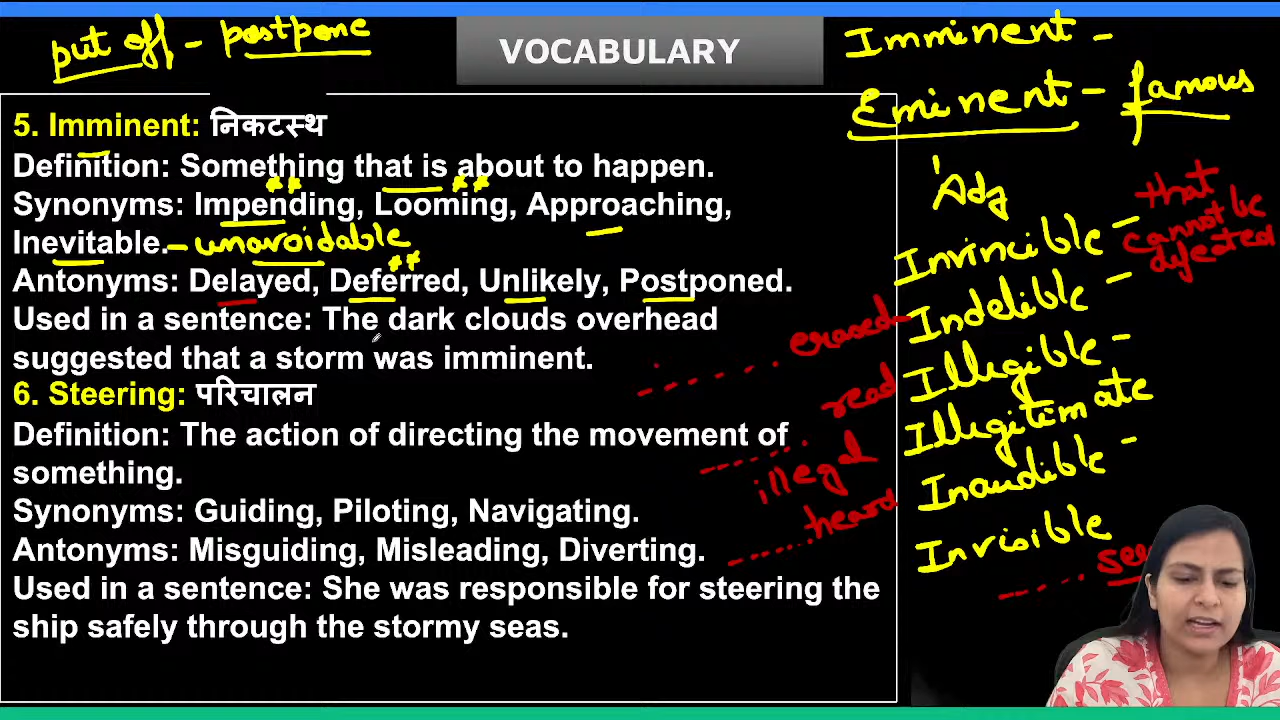 put off - postpone
VOCABULARY
Imminent -
Eminent - famous
5. Imminent: निकटस्थ
Definition: Something that is about to happen.
Synonyms: Impending, Looming, Approaching,
Inevitable. - unavoidable
Antonyms: Delayed, Deferred, Unlikely, Postponed.
Used in a sentence: The dark clouds overhead
suggested that a storm was imminent.
6. Steering: परिचालन
Definition: The action of directing the movement of
something.
Synonyms: Guiding, Piloting, Navigating.
Antonyms: Misguiding, Misleading, Diverting.
Used in a sentence: She was responsible for steering the
ship safely through the stormy seas.
Adj
Invincible - that
cannot be
defeated
Indelible -
erased
Illegible -
read
Illegitimate
illegal
Inaudible -
heard
Invisible